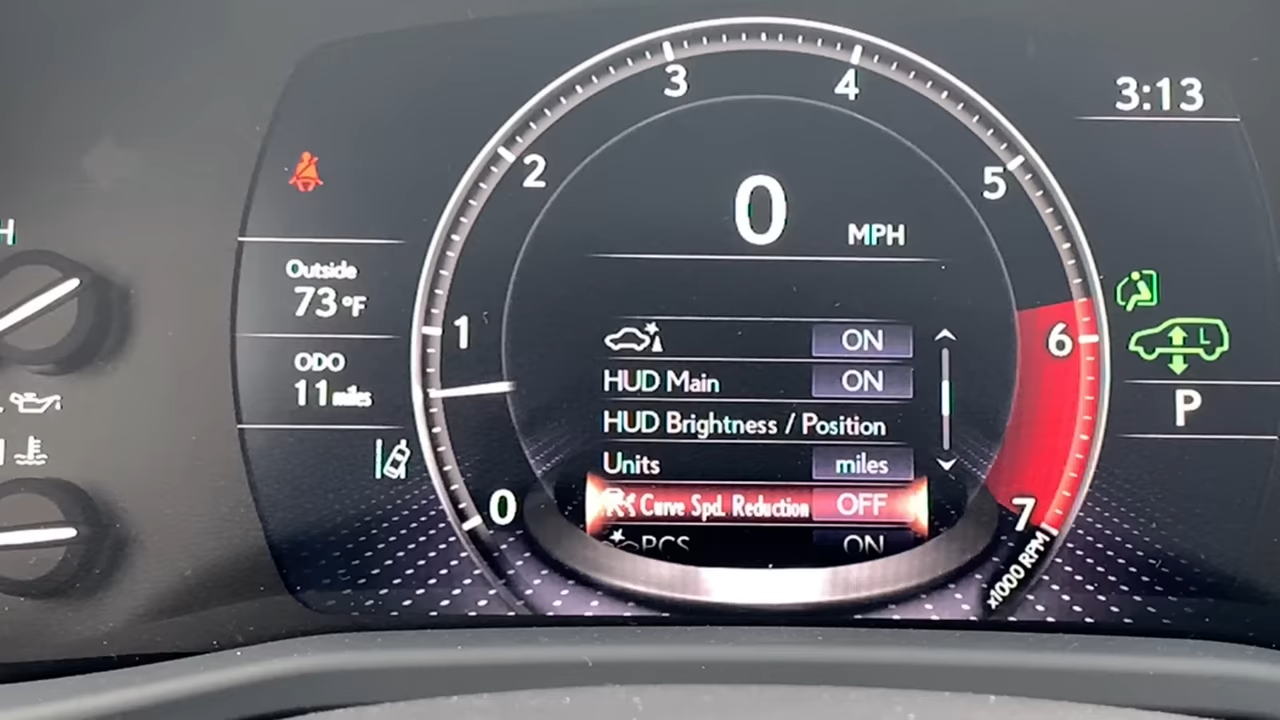 3:13
3
4
2
5
0
MPH
H
Outside
73°F
1
6
ON
L
ODO
11 miles
HUD Main ON
P
HUD Brightness / Position
Units miles
0
Curve Spd. Reduction OFF
7
PCS ON
x1000 RPM